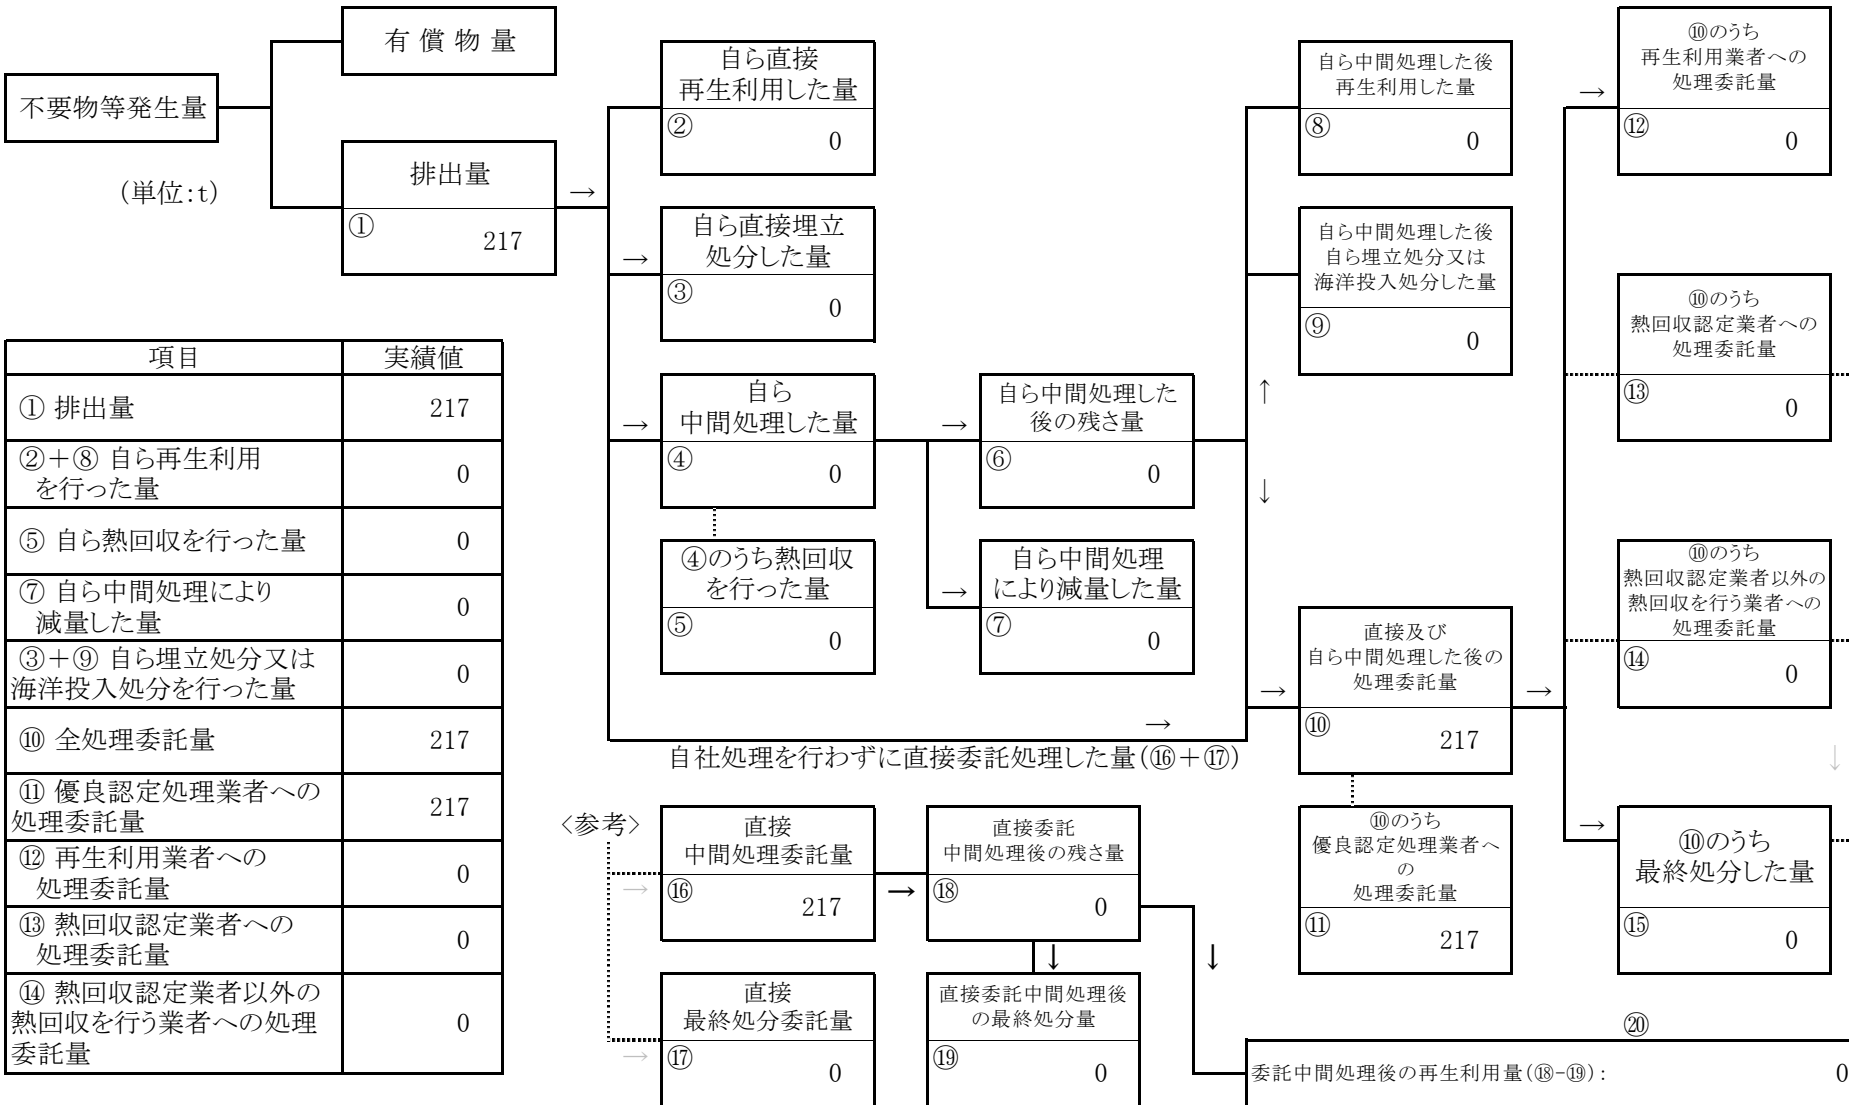 不要物等発生量
(単位:t)
有 償 物 量
排出量
①
217
→
自ら直接
再生利用した量
②
0
→
自ら直接埋立
処分した量
③
0
→
自ら
中間処理した量
④
0
④のうち熱回収
を行った量
⑤
0
→
自ら中間処理した
後の残さ量
⑥
0
→
自ら中間処理
により減量した量
⑦
0
→
自社処理を行わずに直接委託処理した量(⑯+⑰)
↑
↓
自ら中間処理した後
再生利用した量
⑧
0
自ら中間処理した後
自ら埋立処分又は
海洋投入処分した量
⑨
0
→
直接及び
自ら中間処理した後の
処理委託量
⑩
217
⑩のうち
優良認定処理業者へ
の
処理委託量
⑪
217
→
→
⑩のうち
再生利用業者への
処理委託量
⑫
0
⑩のうち
熱回収認定業者への
処理委託量
⑬
0
⑩のうち
熱回収認定業者以外の
熱回収を行う業者への
処理委託量
⑭
0
↓
→
⑩のうち
最終処分した量
⑮
0
項目 実績値
① 排出量 217
②+⑧ 自ら再生利用
を行った量 0
⑤ 自ら熱回収を行った量 0
⑦ 自ら中間処理により
減量した量 0
③+⑨ 自ら埋立処分又は
海洋投入処分を行った量 0
⑩ 全処理委託量 217
⑪ 優良認定処理業者への
処理委託量 217
⑫ 再生利用業者への
処理委託量 0
⑬ 熱回収認定業者への
処理委託量 0
⑭ 熱回収認定業者以外の
熱回収を行う業者への処理
委託量 0
〈参考〉
→
直接
中間処理委託量
⑯
217
→
直接委託
中間処理後の残さ量
⑱
0
↓
↓
→
直接
最終処分委託量
⑰
0
直接委託中間処理後
の最終処分量
⑲
0
⑳
委託中間処理後の再生利用量(⑱-⑲): 0